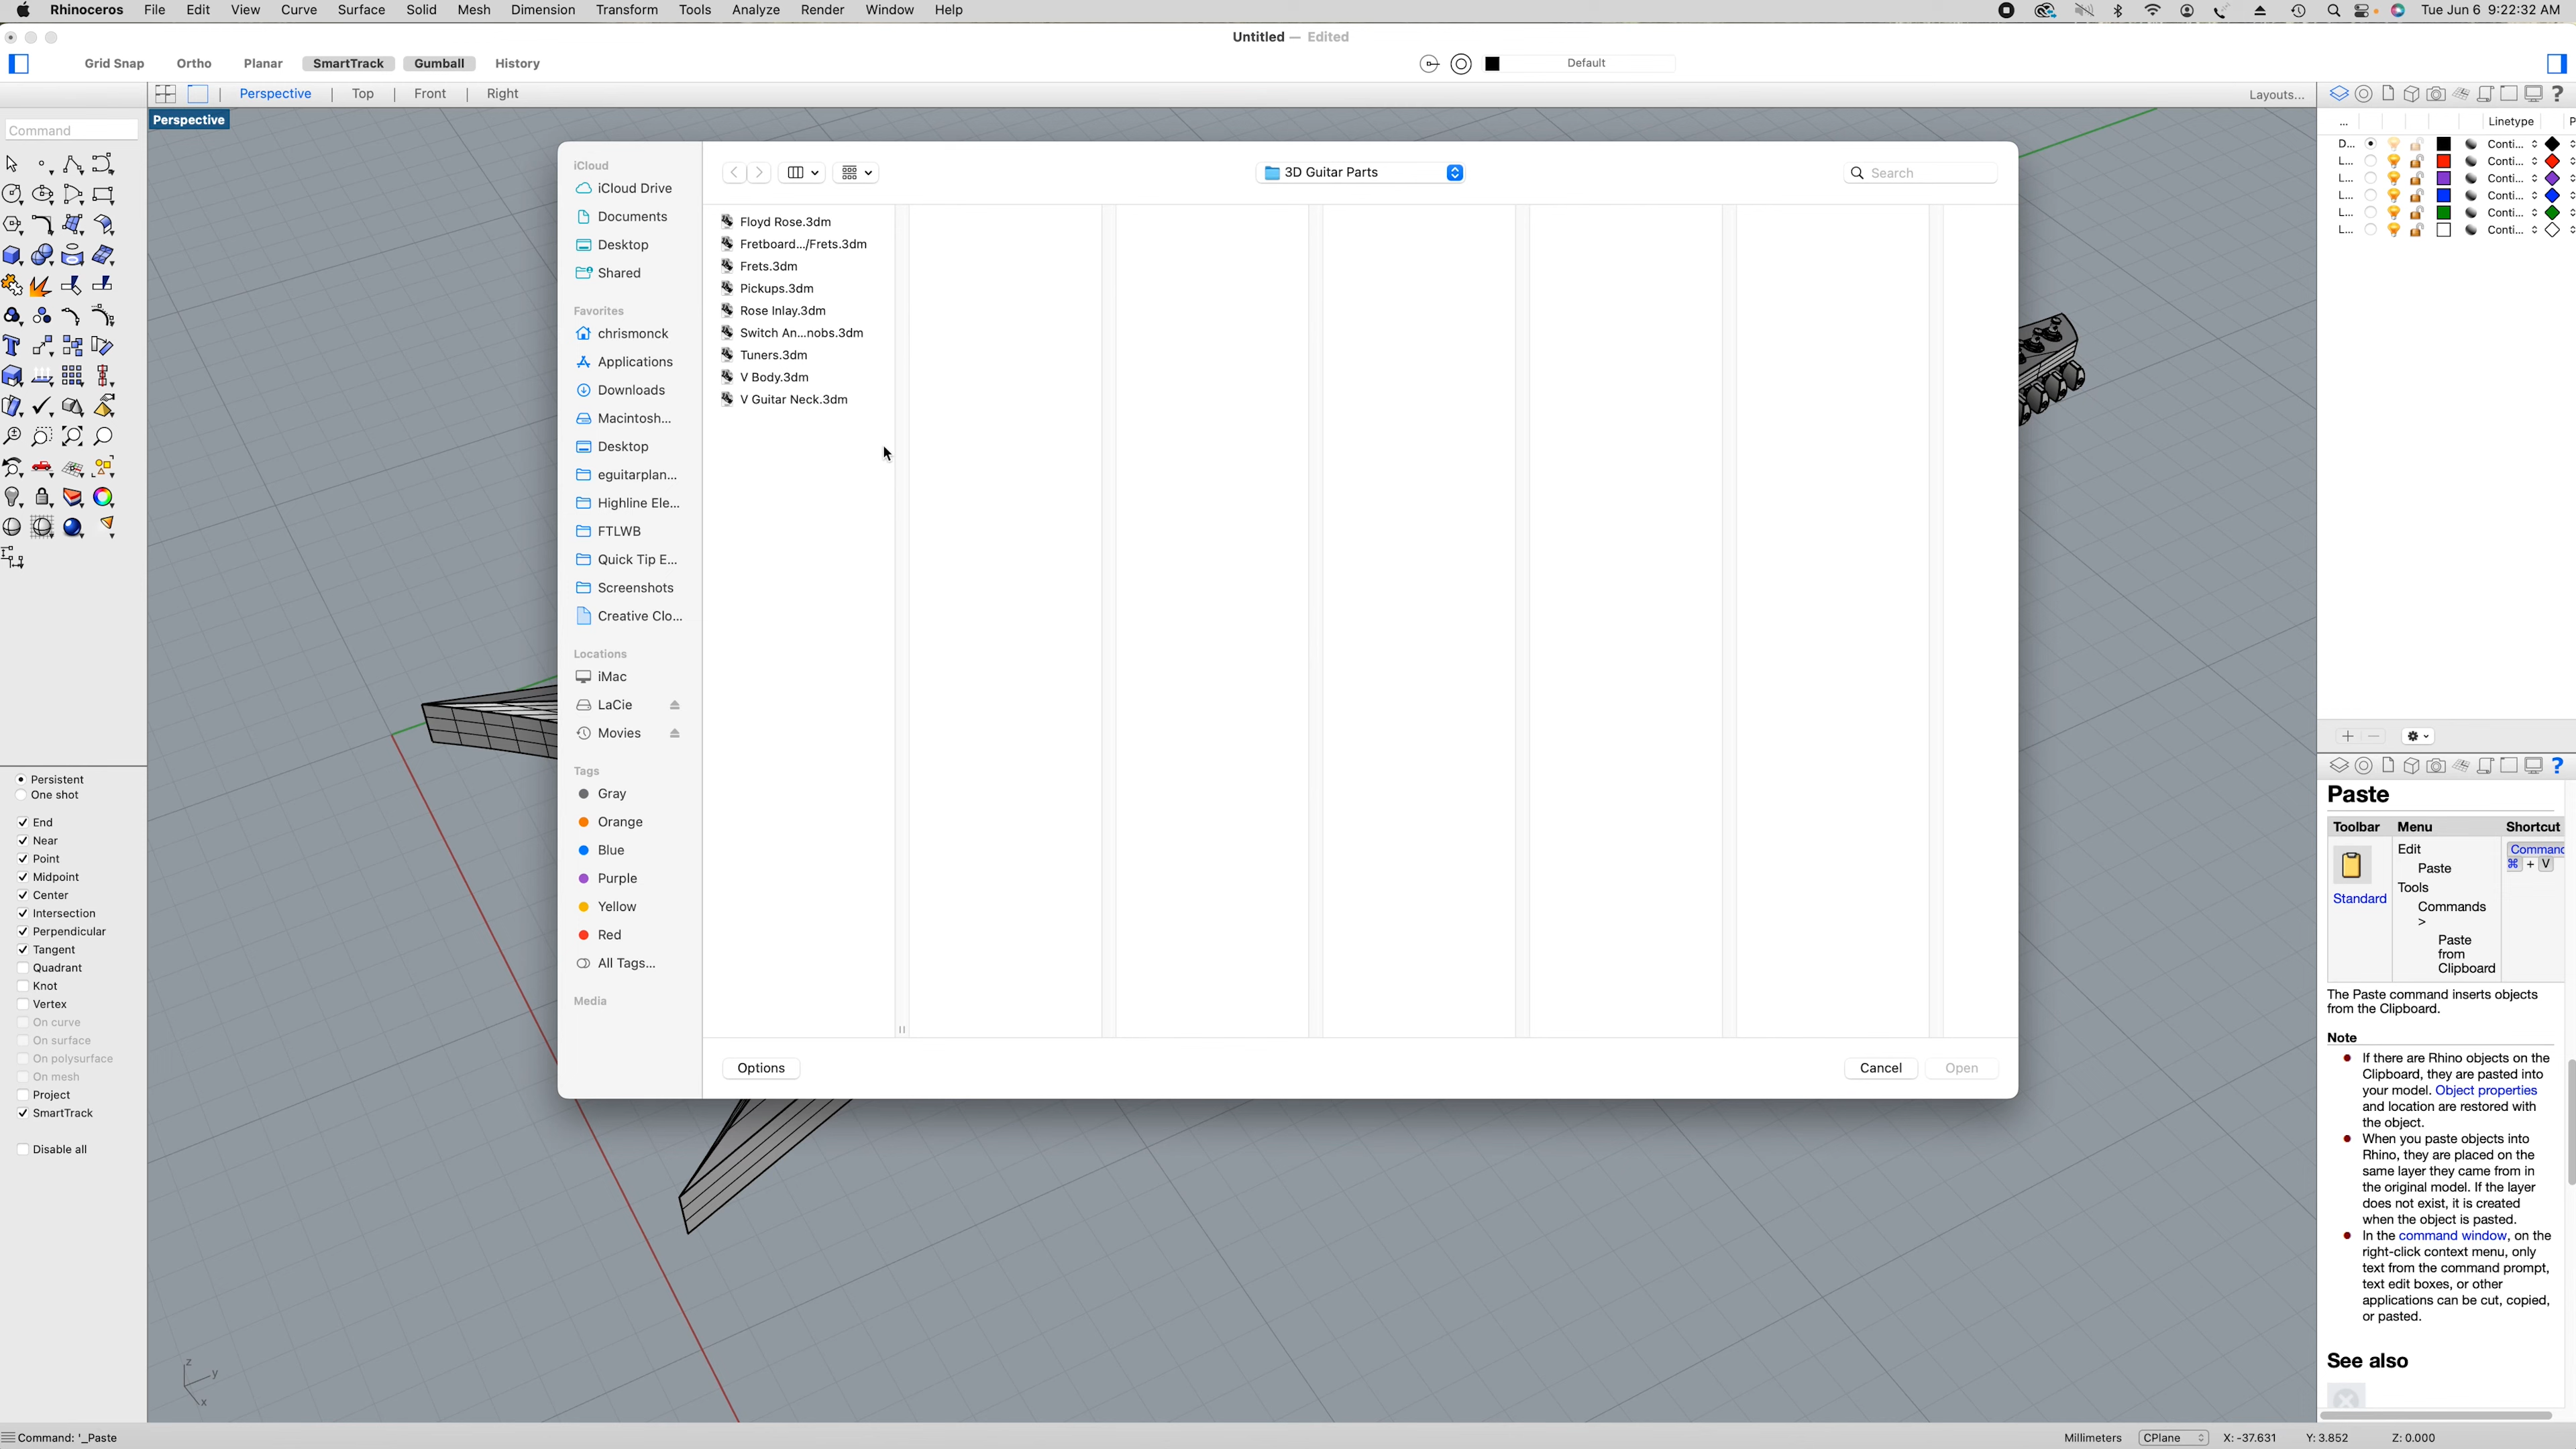 Rhinoceros File Edit View Curve Surface Solid Mesh Dimension Transform Tools Analyze Render Window Help Tue Jun 6 9:22:32 AM
Untitled — Edited
Grid Snap Ortho Planar SmartTrack Gumball History Default
Perspective | Top | Front | Right Layouts...
Perspective
Command
Persistent
One shot
End
Near
Point
Midpoint
Center
Intersection
Perpendicular
Tangent
Quadrant
Knot
Vertex
On curve
On surface
On polysurface
On mesh
Project
SmartTrack
Disable all
iCloud
iCloud Drive
Documents
Desktop
Shared
Favorites
chrismonck
Applications
Downloads
Macintosh...
Desktop
eguitarplan...
Highline Ele...
FTLWB
Quick Tip E...
Screenshots
Creative Clo...
Locations
iMac
LaCie
Movies
Tags
Gray
Orange
Blue
Purple
Yellow
Red
All Tags...
Media
3D Guitar Parts
Search
Floyd Rose.3dm
Fretboard.../Frets.3dm
Frets.3dm
Pickups.3dm
Rose Inlay.3dm
Switch An...nobs.3dm
Tuners.3dm
V Body.3dm
V Guitar Neck.3dm
Options Cancel Open
... Linetype P
D... Conti...
L... Conti...
L... Conti...
L... Conti...
L... Conti...
L... Conti...
Paste
Toolbar Menu Shortcut
Standard
Edit
Paste
Tools
Commands
>
Paste
from
Clipboard
Command
⌘ + V
The Paste command inserts objects
from the Clipboard.
Note
If there are Rhino objects on the
Clipboard, they are pasted into
your model. Object properties
and location are restored with
the object.
When you paste objects into
Rhino, they are placed on the
same layer they came from in
the original model. If the layer
does not exist, it is created
when the object is pasted.
In the command window, on the
right-click context menu, only
text from the command prompt,
text edit boxes, or other
applications can be cut, copied,
or pasted.
See also
z
y
x
Command: '_Paste Millimeters CPlane X: -37.631 Y: 3.852 Z: 0.000